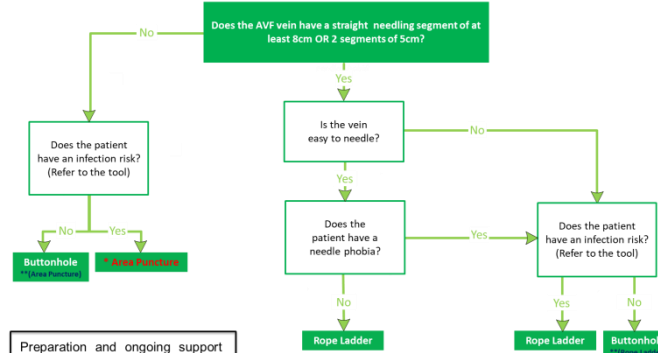 Does the AVF vein have a straight needling segment of at
least 8cm OR 2 segments of 5cm?
No
Yes
Does the patient
have an infection risk?
(Refer to the tool)
Is the vein
easy to needle?
No
Yes
No
Yes
Does the
patient have a
needle phobia?
Yes
Does the patient
have an infection risk?
(Refer to the tool)
Buttonhole
**(Area Puncture)
* Area Puncture
No
Yes
No
Rope Ladder
Rope Ladder
Buttonhol
**(Rope Ladde
Preparation and ongoing support